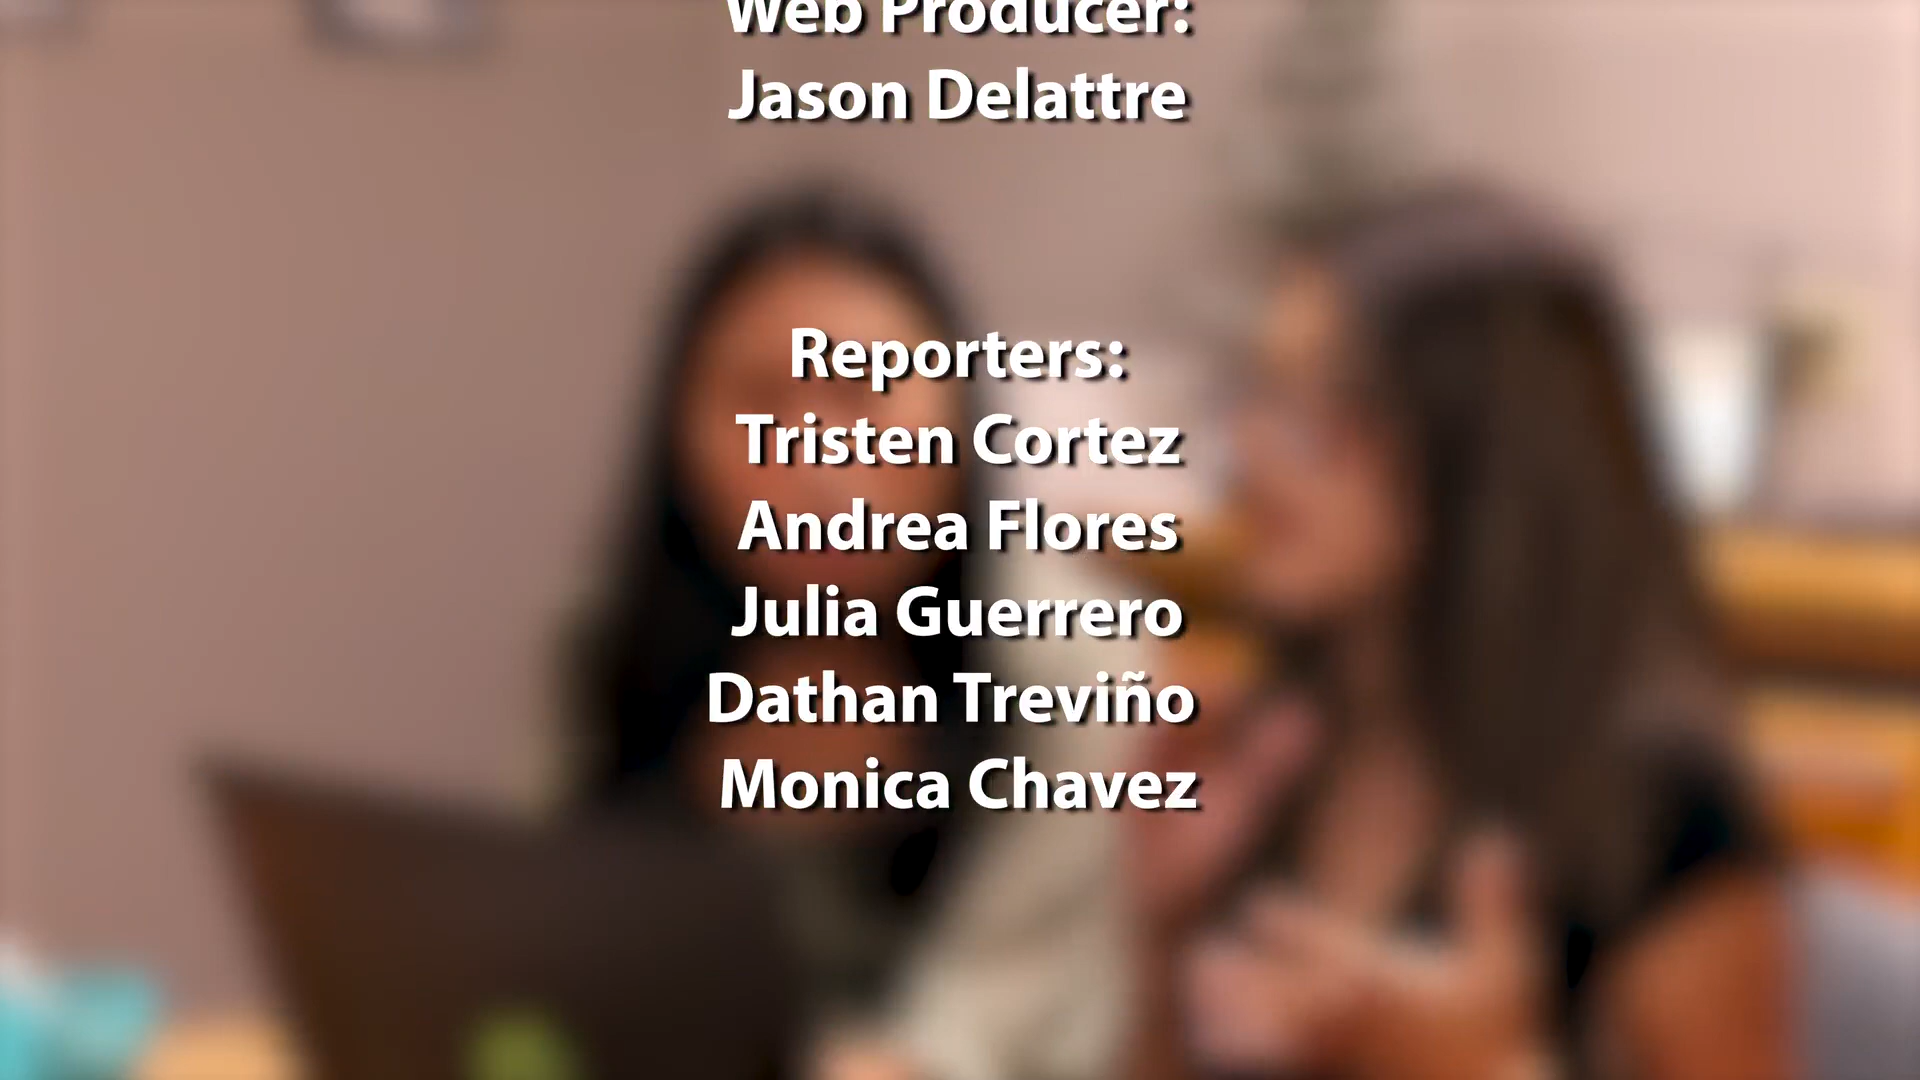 Web Producer:
Jason Delattre
Reporters:
Tristen Cortez
Andrea Flores
Julia Guerrero
Dathan Treviño
Monica Chavez